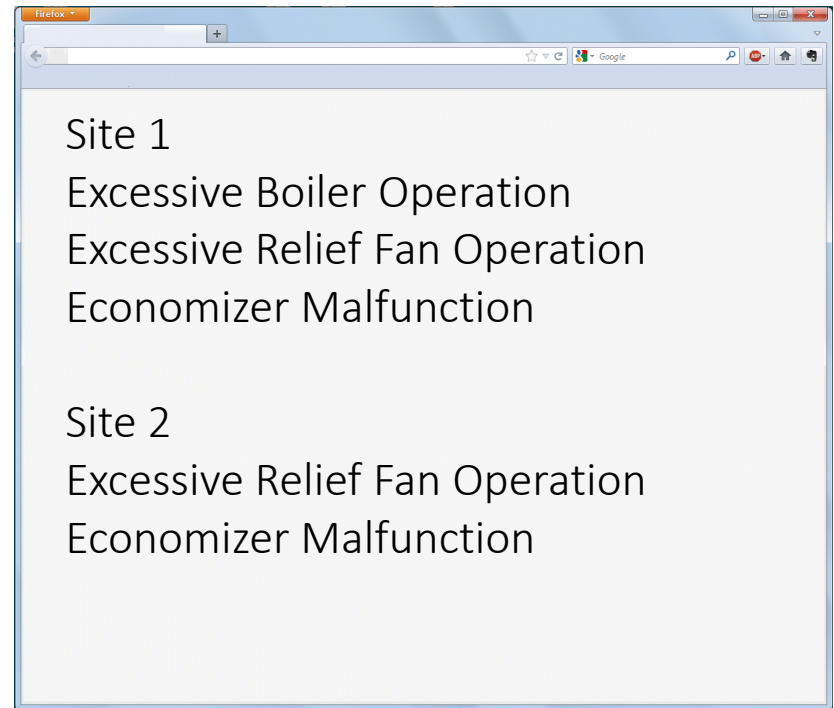 Firefox
Google
ABP
Site 1
Excessive Boiler Operation
Excessive Relief Fan Operation
Economizer Malfunction
Site 2
Excessive Relief Fan Operation
Economizer Malfunction